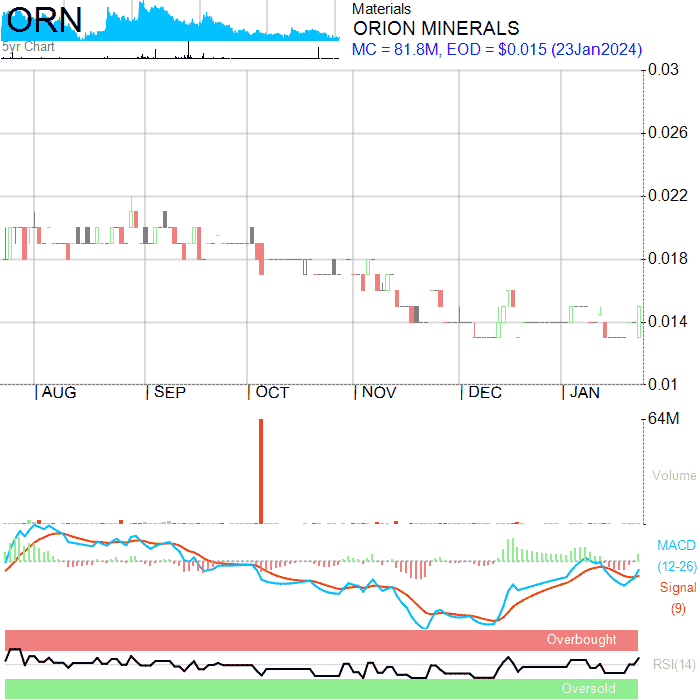 ORN
5yr Chart
Materials
ORION MINERALS
MC = 81.8M, EOD = $0.015 (23Jan2024)
0.03
0.026
0.022
0.018
0.014
0.01
AUG SEP OCT NOV DEC JAN
64M
Volume
MACD
(12-26)
Signal
(9)
Overbought
RSI(14)
Oversold